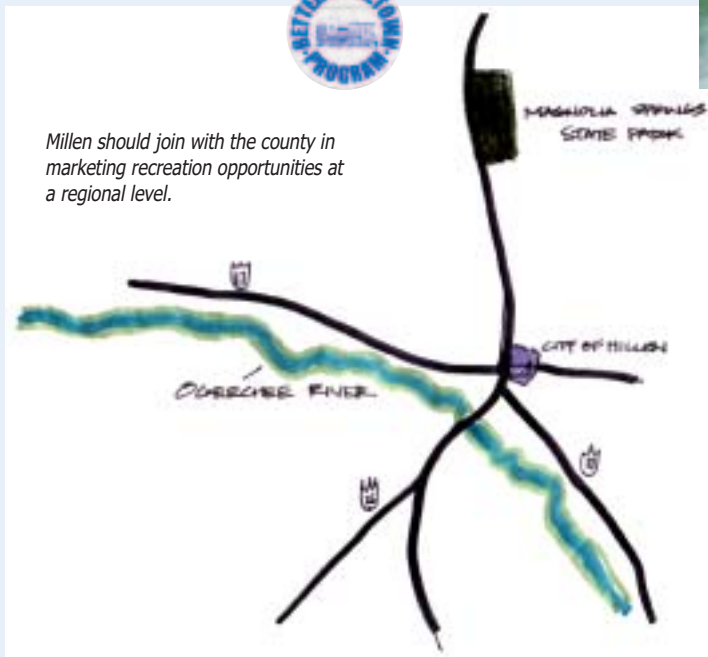 BETTER HOMETOWN
PROGRAM
MAGNOLIA SPRINGS
STATE PARK
Millen should join with the county in
marketing recreation opportunities at
a regional level.
17
CITY OF MILLEN
OGEECHEE RIVER